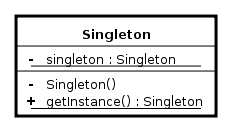 Singleton
- singleton : Singleton
- Singleton()
+ getInstance() : Singleton